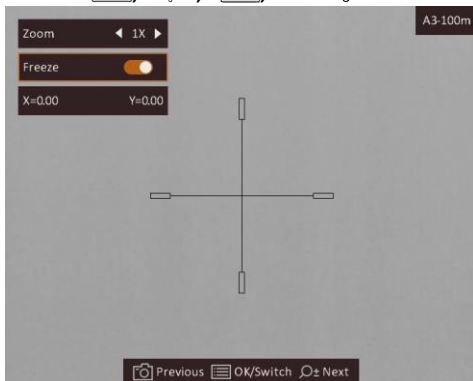 A3-100m
Zoom 1X
Freeze
X=0.00 Y=0.00
Previous OK/Switch Next